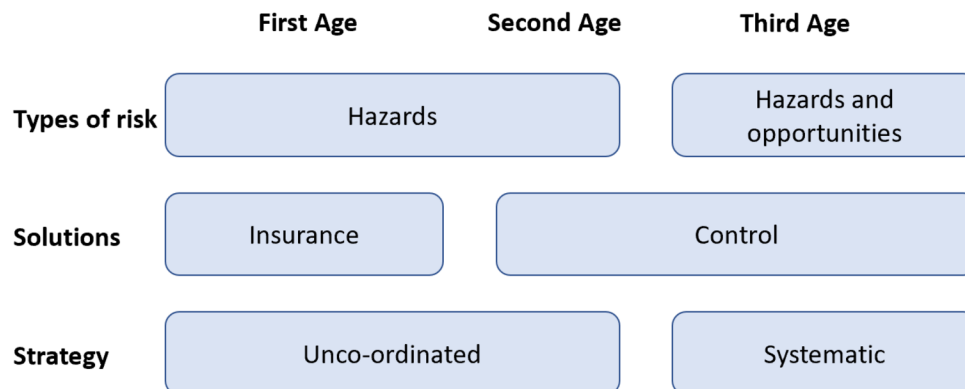 First Age Second Age Third Age
Types of risk Hazards Hazards and
opportunities
Solutions Insurance Control
Strategy Unco-ordinated Systematic